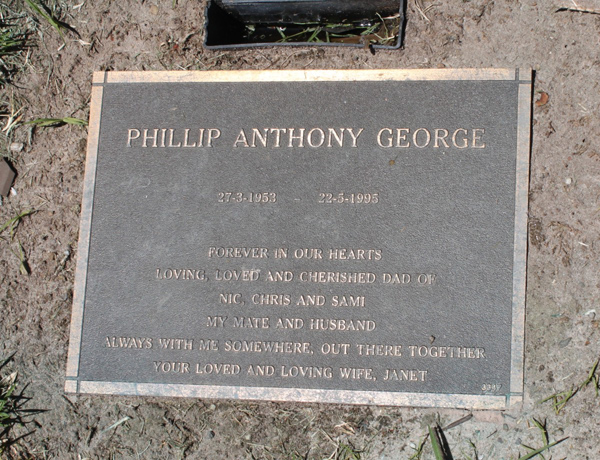 PHILLIP ANTHONY GEORGE
27-3-1953 - 22-5-1995
FOREVER IN OUR HEARTS
LOVING, LOVED AND CHERISHED DAD OF
NIC, CHRIS AND SAMI
MY MATE AND HUSBAND
ALWAYS WITH ME SOMEWHERE, OUT THERE TOGETHER
YOUR LOVED AND LOVING WIFE, JANET